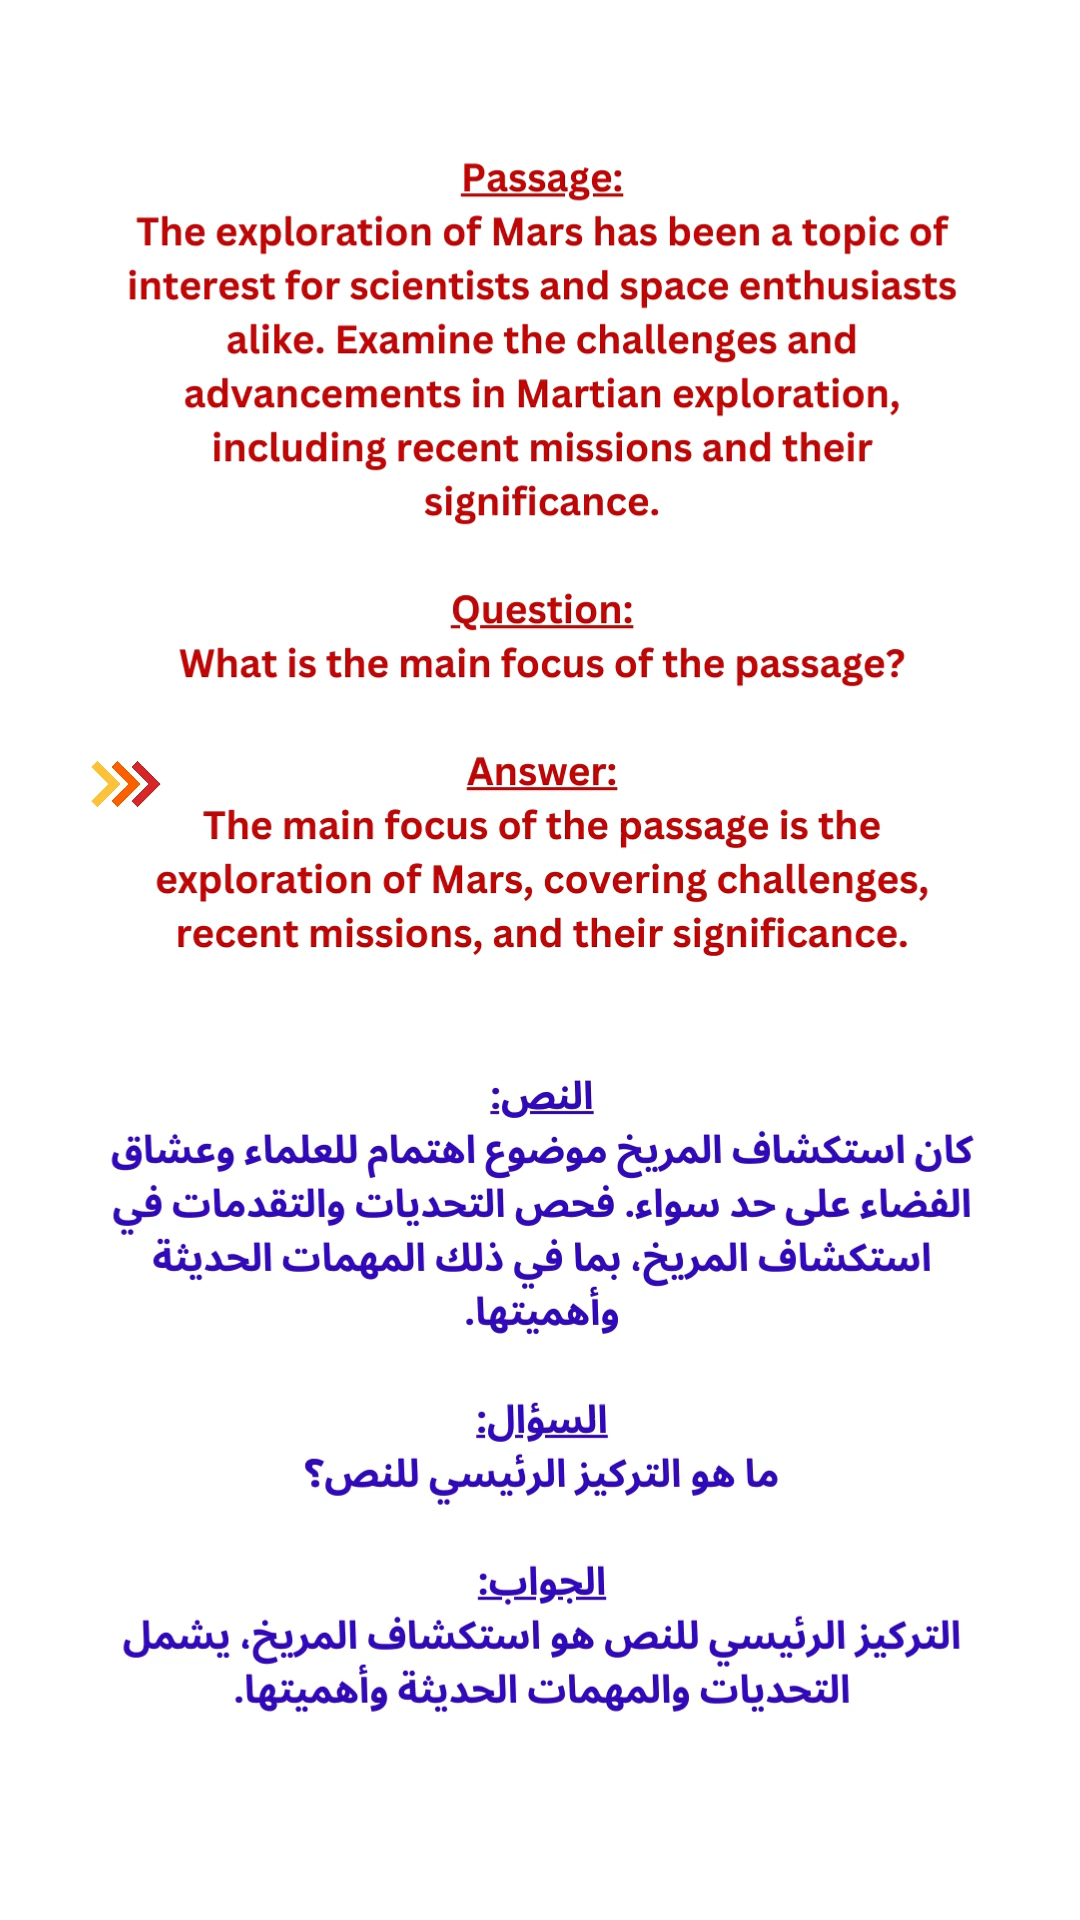 Passage:
The exploration of Mars has been a topic of
interest for scientists and space enthusiasts
alike. Examine the challenges and
advancements in Martian exploration,
including recent missions and their
significance.
Question:
What is the main focus of the passage?
Answer:
The main focus of the passage is the
exploration of Mars, covering challenges,
recent missions, and their significance.
النص:
كان استكشاف المريخ موضوع اهتمام للعلماء وعشاق
الفضاء على حد سواء. فحص التحديات والتقدمات في
استكشاف المريخ، بما في ذلك المهمات الحديثة
وأهميتها.
السؤال:
ما هو التركيز الرئيسي للنص؟
الجواب:
التركيز الرئيسي للنص هو استكشاف المريخ، يشمل
التحديات والمهمات الحديثة وأهميتها.